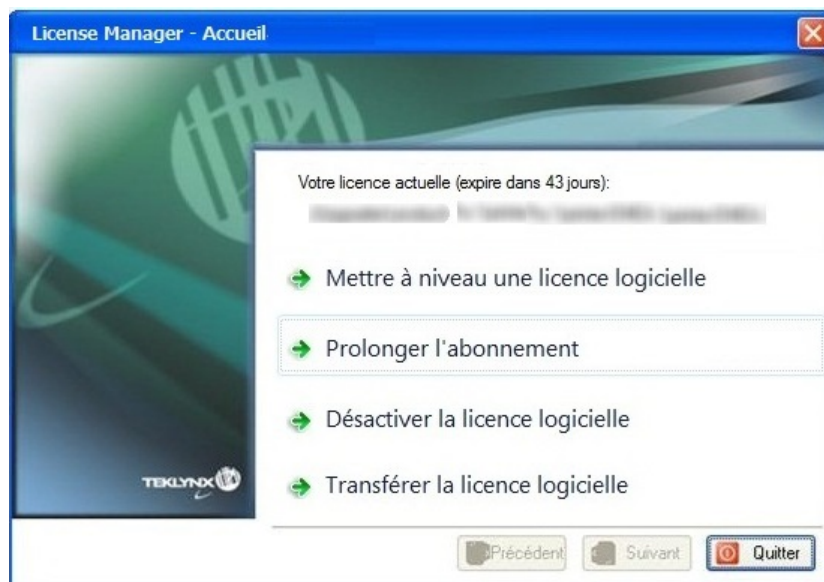 License Manager - Accueil
Votre licence actuelle (expire dans 43 jours):
Mettre à niveau une licence logicielle
Prolonger l'abonnement
Désactiver la licence logicielle
Transférer la licence logicielle
TEKLYNX
Précédent
Suivant
Quitter